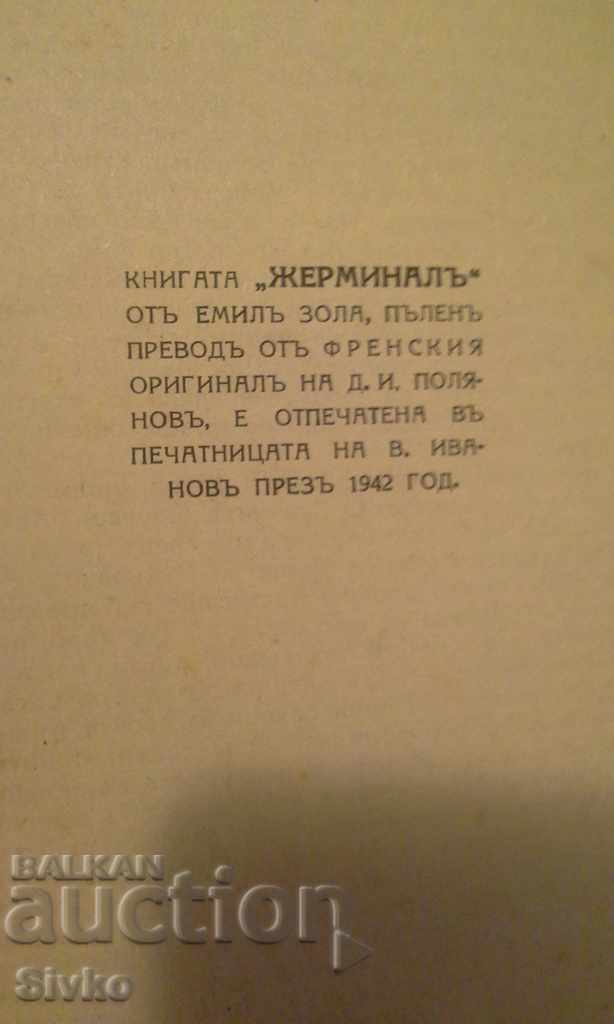 КНИГАТА „ЖЕРМИНАЛЪ“
ОТЪ ЕМИЛЪ ЗОЛА, ПЪЛЕНЪ
ПРЕВОДЪ ОТЪ ФРЕНСКИЯ
ОРИГИНАЛЪ НА Д. И. ПОЛЯ-
НОВЪ, Е ОТПЕЧАТЕНА ВЪ
ПЕЧАТНИЦАТА НА В. ИВА-
НОВЪ ПРЕЗЪ 1942 ГОД.
BALKAN
auction
Sivko